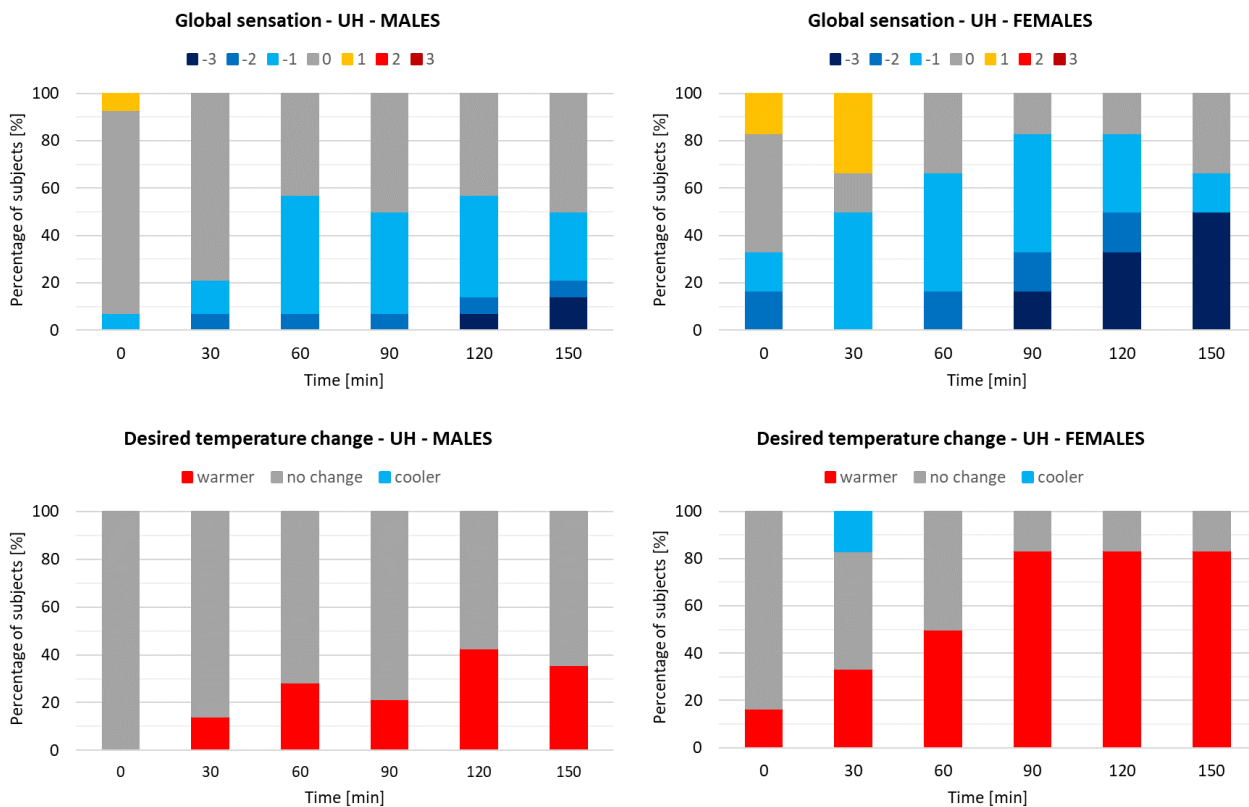 Global sensation - UH - MALES
-3 -2 -1 0 1 2 3
Percentage of subjects [%]
100
80
60
40
20
0
0 30 60 90 120 150
Time [min]
Global sensation - UH - FEMALES
-3 -2 -1 0 1 2 3
Percentage of subjects [%]
100
80
60
40
20
0
0 30 60 90 120 150
Time [min]
Desired temperature change - UH - MALES
warmer no change cooler
Percentage of subjects [%]
100
80
60
40
20
0
0 30 60 90 120 150
Time [min]
Desired temperature change - UH - FEMALES
warmer no change cooler
Percentage of subjects [%]
100
80
60
40
20
0
0 30 60 90 120 150
Time [min]